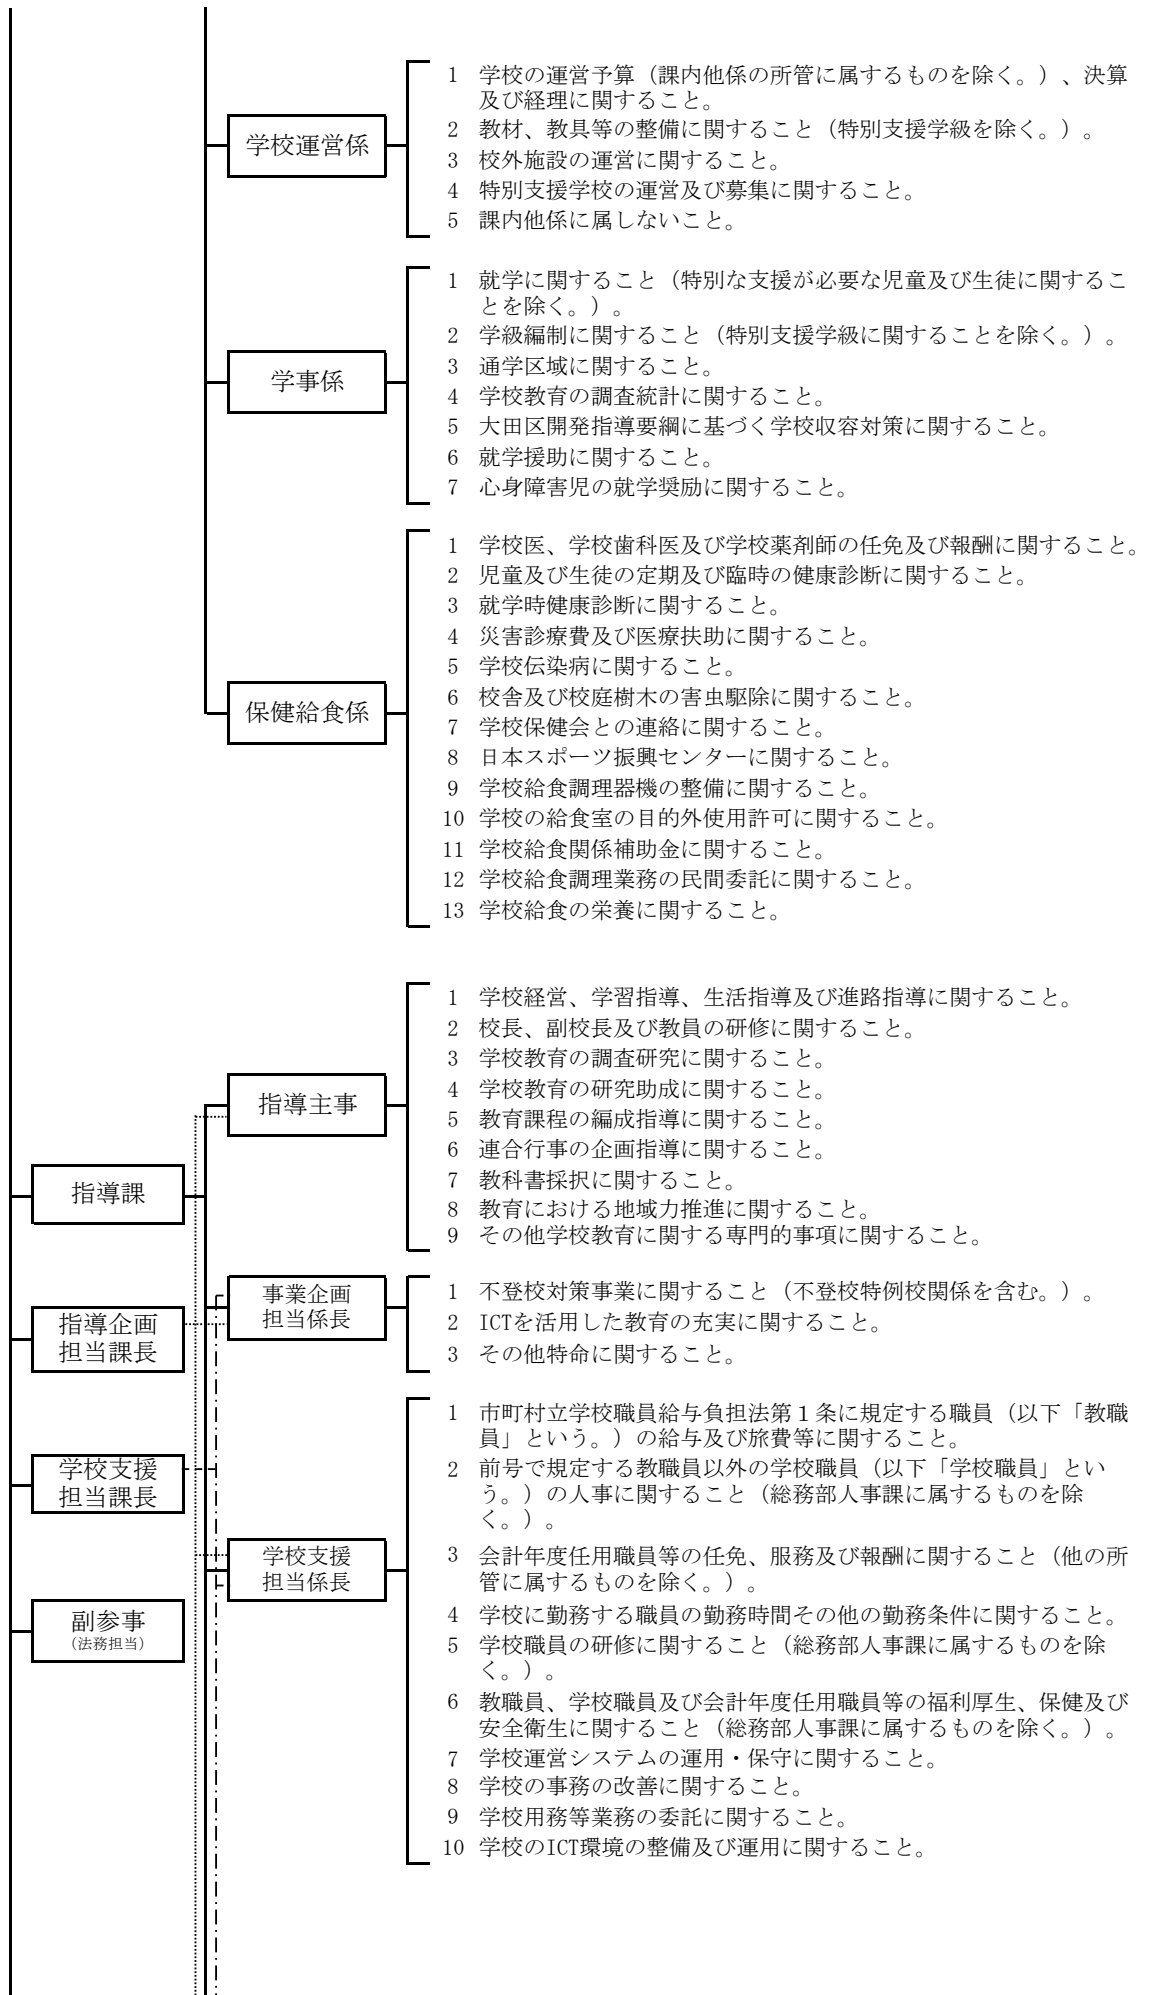 学校運営係
1 学校の運営予算（課内他係の所管に属するものを除く。）、決算
及び経理に関すること。
2 教材、教具等の整備に関すること（特別支援学級を除く。）。
3 校外施設の運営に関すること。
4 特別支援学校の運営及び募集に関すること。
5 課内他係に属しないこと。
学事係
1 就学に関すること（特別な支援が必要な児童及び生徒に関するこ
とを除く。）。
2 学級編制に関すること（特別支援学級に関することを除く。）。
3 通学区域に関すること。
4 学校教育の調査統計に関すること。
5 大田区開発指導要綱に基づく学校収容対策に関すること。
6 就学援助に関すること。
7 心身障害児の就学奨励に関すること。
保健給食係
1 学校医、学校歯科医及び学校薬剤師の任免及び報酬に関すること。
2 児童及び生徒の定期及び臨時の健康診断に関すること。
3 就学時健康診断に関すること。
4 災害診療費及び医療扶助に関すること。
5 学校伝染病に関すること。
6 校舎及び校庭樹木の害虫駆除に関すること。
7 学校保健会との連絡に関すること。
8 日本スポーツ振興センターに関すること。
9 学校給食調理器機の整備に関すること。
10 学校の給食室の目的外使用許可に関すること。
11 学校給食関係補助金に関すること。
12 学校給食調理業務の民間委託に関すること。
13 学校給食の栄養に関すること。
指導課
指導主事
1 学校経営、学習指導、生活指導及び進路指導に関すること。
2 校長、副校長及び教員の研修に関すること。
3 学校教育の調査研究に関すること。
4 学校教育の研究助成に関すること。
5 教育課程の編成指導に関すること。
6 連合行事の企画指導に関すること。
7 教科書採択に関すること。
8 教育における地域力推進に関すること。
9 その他学校教育に関する専門的事項に関すること。
指導企画
担当課長
事業企画
担当係長
1 不登校対策事業に関すること（不登校特例校関係を含む。）。
2 ICTを活用した教育の充実に関すること。
3 その他特命に関すること。
学校支援
担当課長
副参事
（法務担当）
学校支援
担当係長
1 市町村立学校職員給与負担法第１条に規定する職員（以下「教職
員」という。）の給与及び旅費等に関すること。
2 前号で規定する教職員以外の学校職員（以下「学校職員」とい
う。）の人事に関すること（総務部人事課に属するものを除
く。）。
3 会計年度任用職員等の任免、服務及び報酬に関すること（他の所
管に属するものを除く。）。
4 学校に勤務する職員の勤務時間その他の勤務条件に関すること。
5 学校職員の研修に関すること（総務部人事課に属するものを除
く。）。
6 教職員、学校職員及び会計年度任用職員等の福利厚生、保健及び
安全衛生に関すること（総務部人事課に属するものを除く。）。
7 学校運営システムの運用・保守に関すること。
8 学校の事務の改善に関すること。
9 学校用務等業務の委託に関すること。
10 学校のICT環境の整備及び運用に関すること。